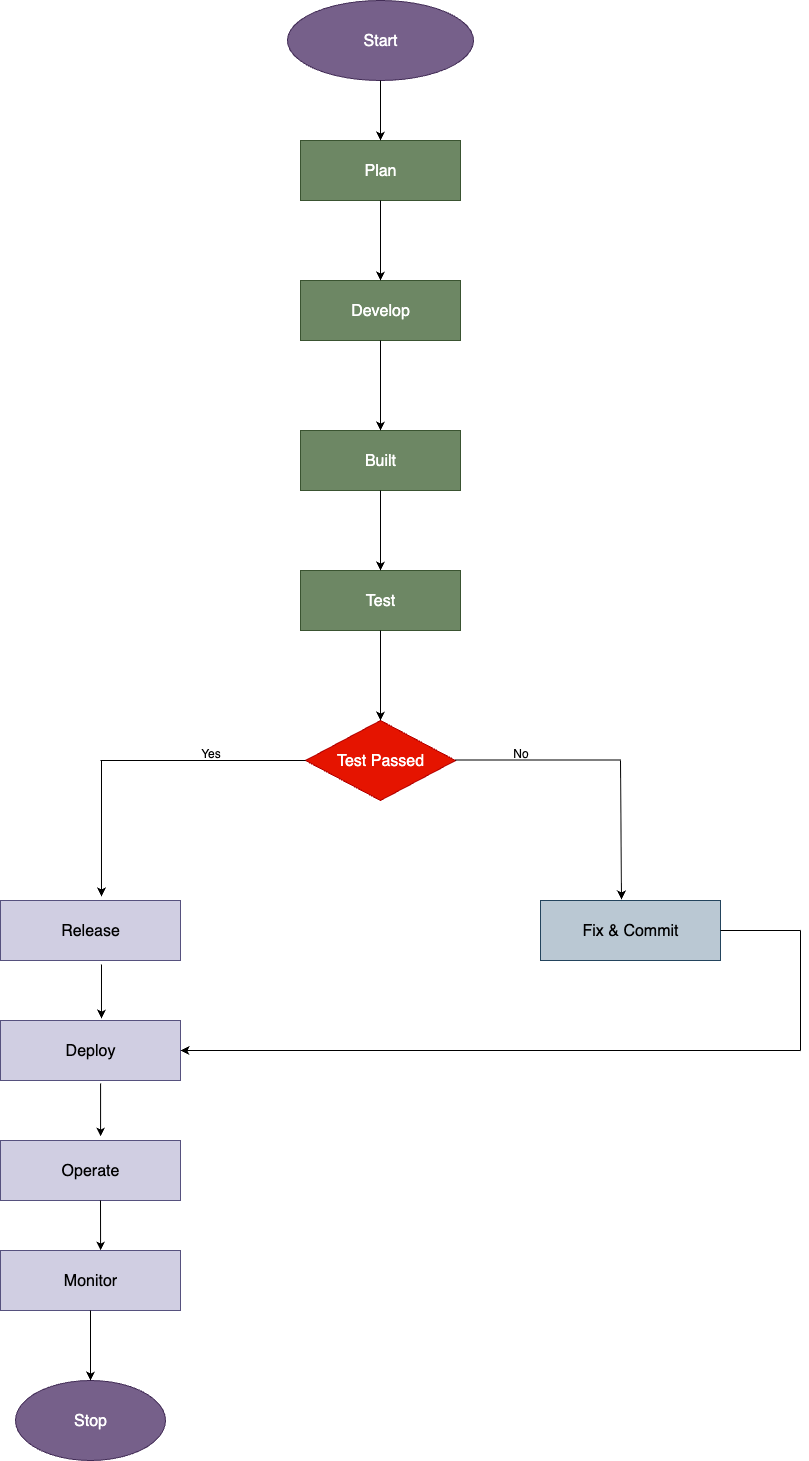 Start
Plan
Develop
Built
Test
Test Passed
Yes
No
Release
Fix & Commit
Deploy
Operate
Monitor
Stop